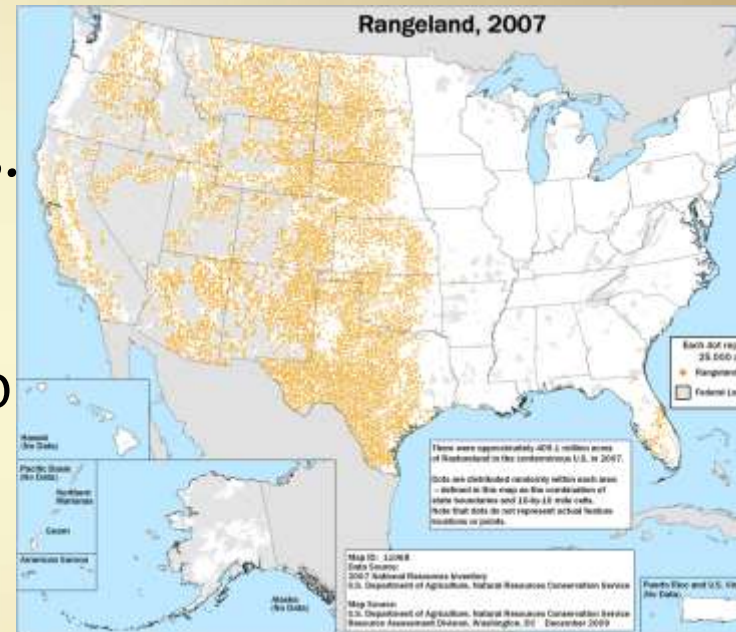 Rangeland, 2007
s.
o
Each dot rep
25,000 a
Rangeland
Federal La
Hawaii
(No Data)
Pacific Basin
(No Data)
Northern
Marianas
Guam
American Samoa
Alaska
(No Data)
There were approximately 409.1 million acres
of Rangeland in the conterminous U.S. in 2007.
Dots are distributed randomly within each area
– defined in this map as the combination of
state boundaries and 10-by-10 mile cells.
Note that dots do not represent actual feature
locations or points.
Map ID:
Data Source:
2007 National Resources Inventory
U.S. Department of Agriculture, Natural Resources Conservation Service
Map Source:
U.S. Department of Agriculture, Natural Resources Conservation Service
Resource Assessment Division, Washington, DC December 2009
Puerto Rico and U.S.
(No Data)